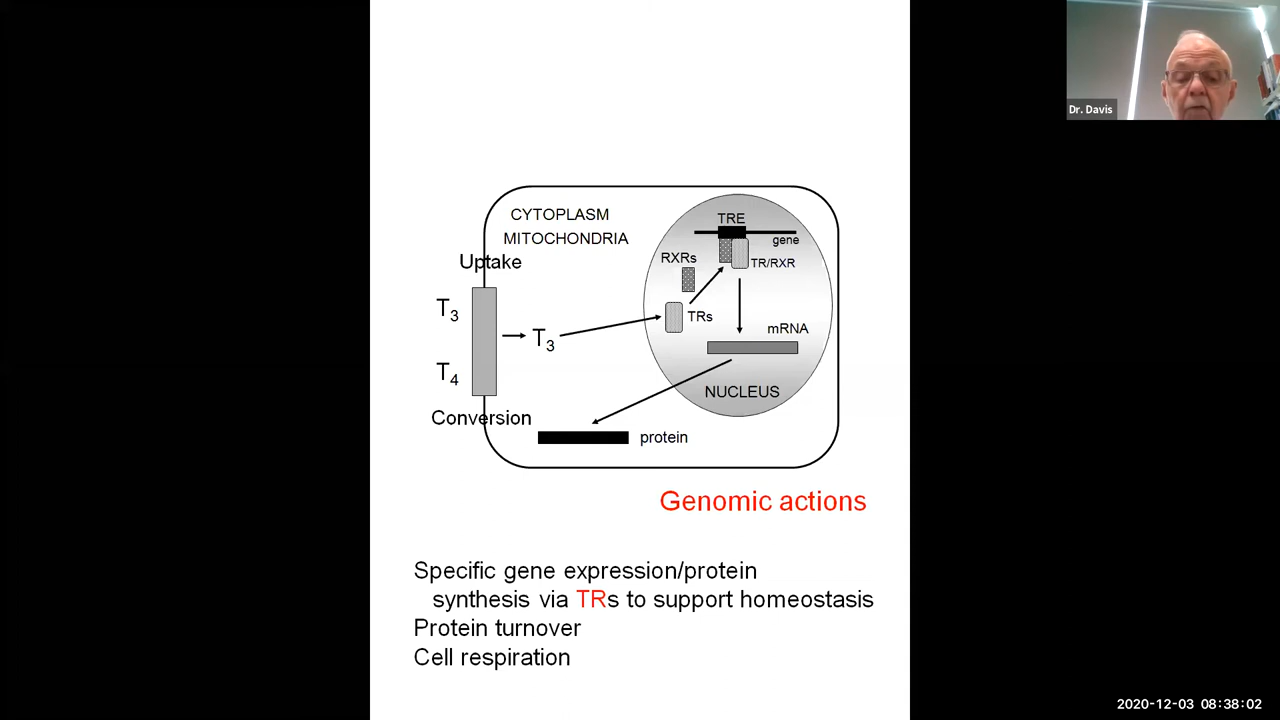 Dr. Davis
CYTOPLASM
MITOCHONDRIA
Uptake
T3
T4
Conversion
T3
TRE
gene
RXRs
TR/RXR
TRs
mRNA
NUCLEUS
protein
Genomic actions
Specific gene expression/protein
synthesis via TRs to support homeostasis
Protein turnover
Cell respiration
2020-12-03 08:38:02